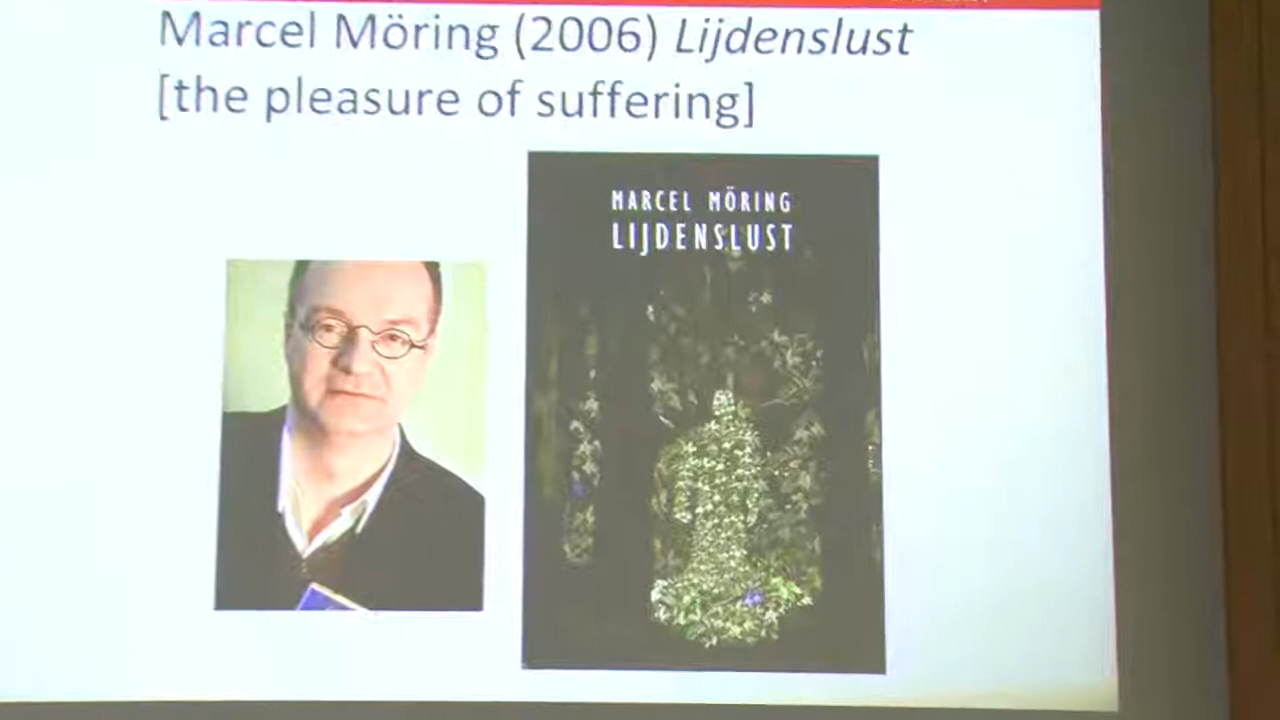 Marcel Möring (2006) Lijdenslust
[the pleasure of suffering]
MARCEL MÖRING
LIJDENSLUST